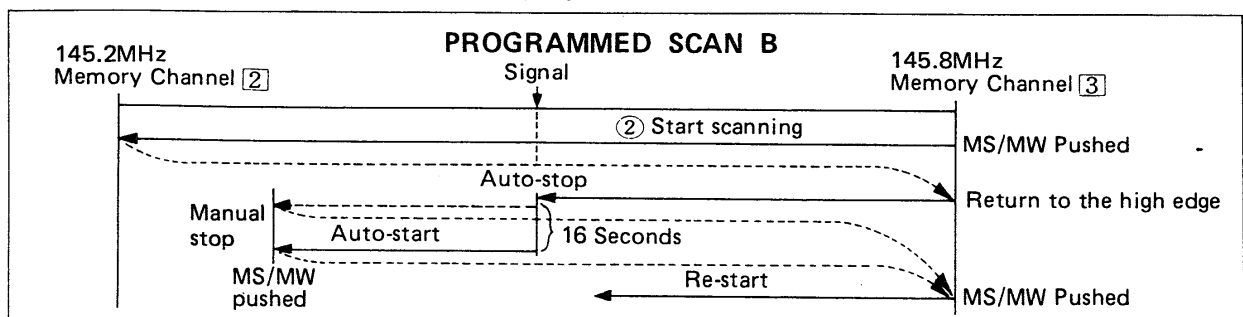 PROGRAMMED SCAN B
145.2MHz
Memory Channel 2
Signal
145.8MHz
Memory Channel 3
② Start scanning
MS/MW Pushed
Auto-stop
Return to the high edge
Manual
stop
Auto-start
16 Seconds
MS/MW
pushed
Re-start
MS/MW Pushed